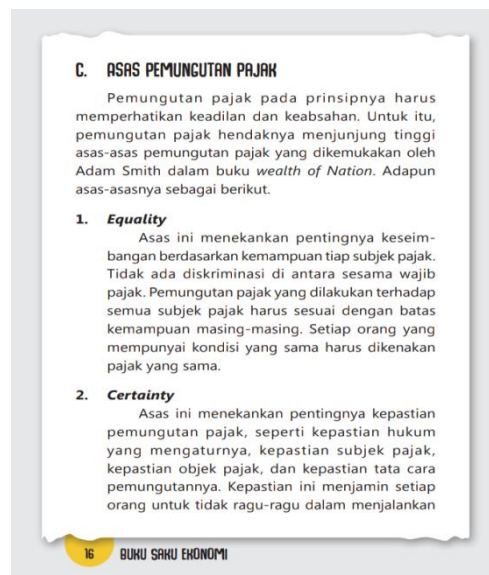 C. ASAS PEMUNGUTAN PAJAK
Pemungutan pajak pada prinsipnya harus
memperhatikan keadilan dan keabsahan. Untuk itu,
pemungutan pajak hendaknya menjunjung tinggi
asas-asas pemungutan pajak yang dikemukakan oleh
Adam Smith dalam buku wealth of Nation. Adapun
asas-asasnya sebagai berikut.
1. Equality
Asas ini menekankan pentingnya keseim-
bangan berdasarkan kemampuan tiap subjek pajak.
Tidak ada diskriminasi di antara sesama wajib
pajak. Pemungutan pajak yang dilakukan terhadap
semua subjek pajak harus sesuai dengan batas
kemampuan masing-masing. Setiap orang yang
mempunyai kondisi yang sama harus dikenakan
pajak yang sama.
2. Certainty
Asas ini menekankan pentingnya kepastian
pemungutan pajak, seperti kepastian hukum
yang mengaturnya, kepastian subjek pajak,
kepastian objek pajak, dan kepastian tata cara
pemungutannya. Kepastian ini menjamin setiap
orang untuk tidak ragu-ragu dalam menjalankan
16 BUKU SAKU EKONOMI